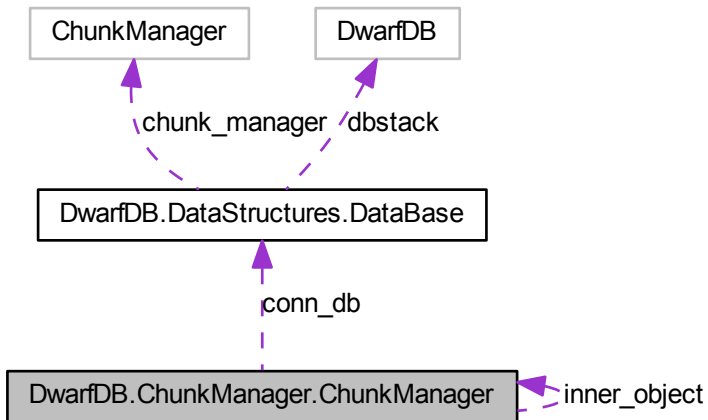 ChunkManager
DwarfDB
chunk_manager
dbstack
DwarfDB.DataStructures.DataBase
conn_db
DwarfDB.ChunkManager.ChunkManager
inner_object